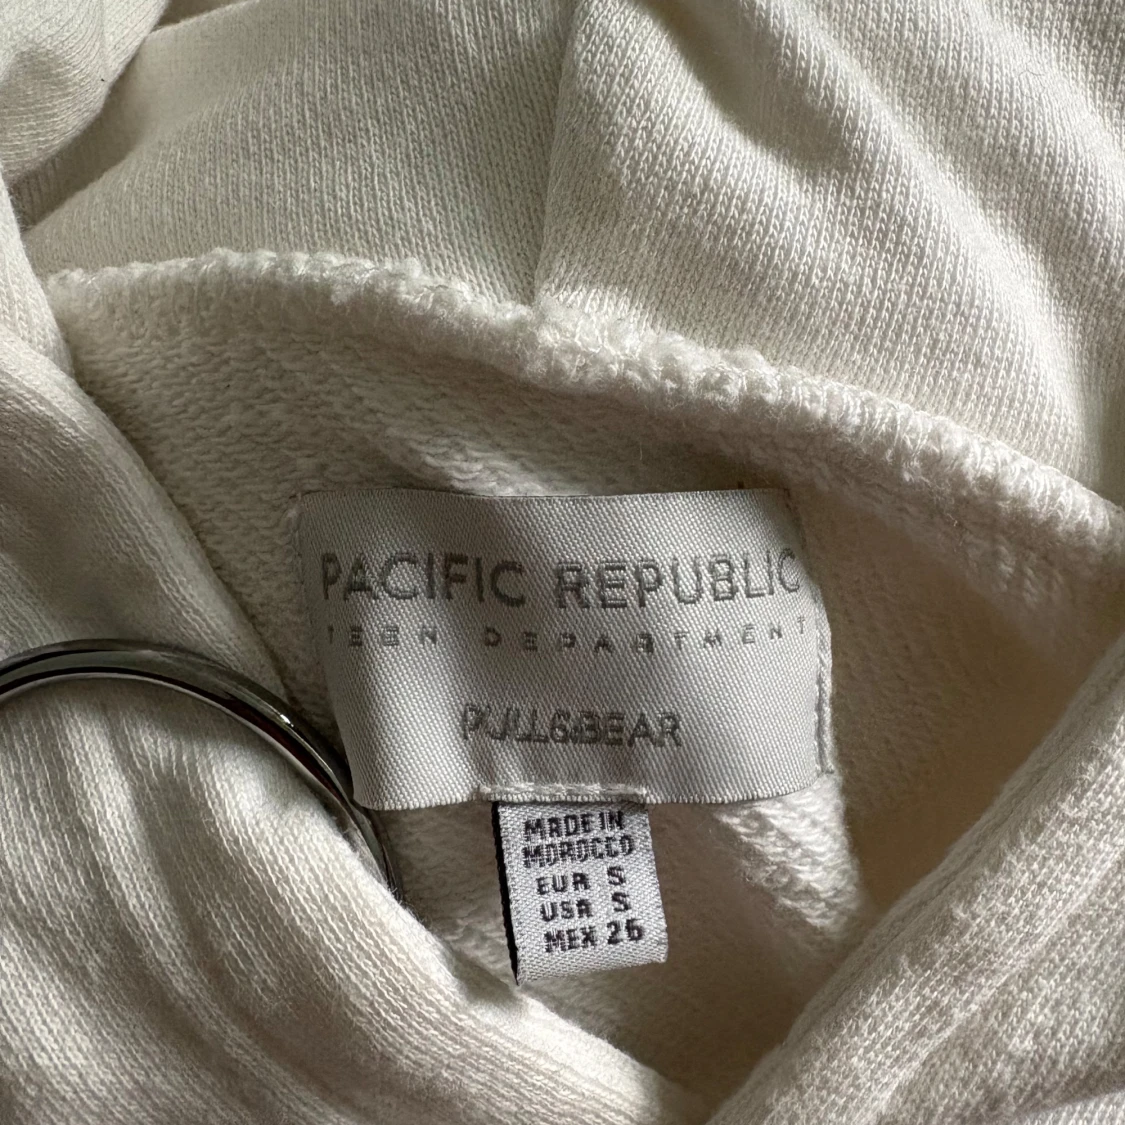 PACIFIC REPUBLIC
TEEN DEPARTMENT
PULL&BEAR
MADE IN
MOROCCO
EUR S
USA S
MEX 26